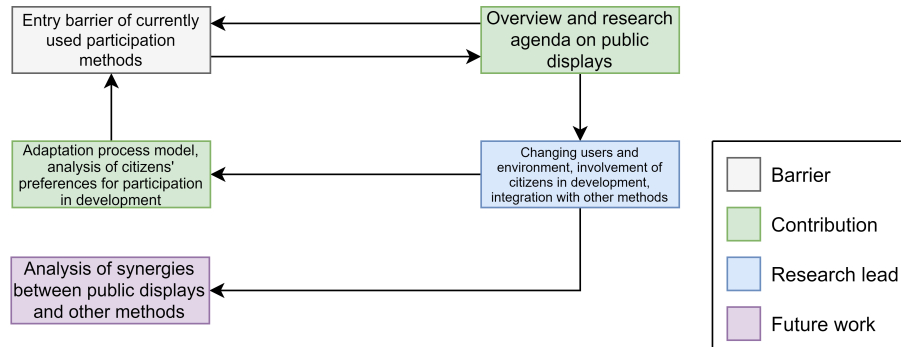 Entry barrier of currently
used participation
methods
Overview and research
agenda on public
displays
Adaptation process model,
analysis of citizens'
preferences for participation
in development
Changing users and
environment, involvement of
citizens in development,
integration with other methods
Analysis of synergies
between public displays
and other methods
Barrier
Contribution
Research lead
Future work